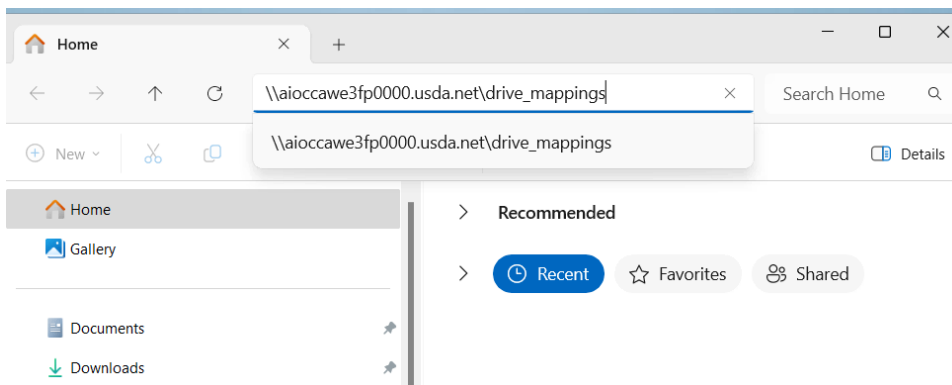 Home
\\aioccawe3fp0000.usda.net\drive_mappings
Search Home
\\aioccawe3fp0000.usda.net\drive_mappings
New
Details
Home
Gallery
Documents
Downloads
Recommended
Recent
Favorites
Shared